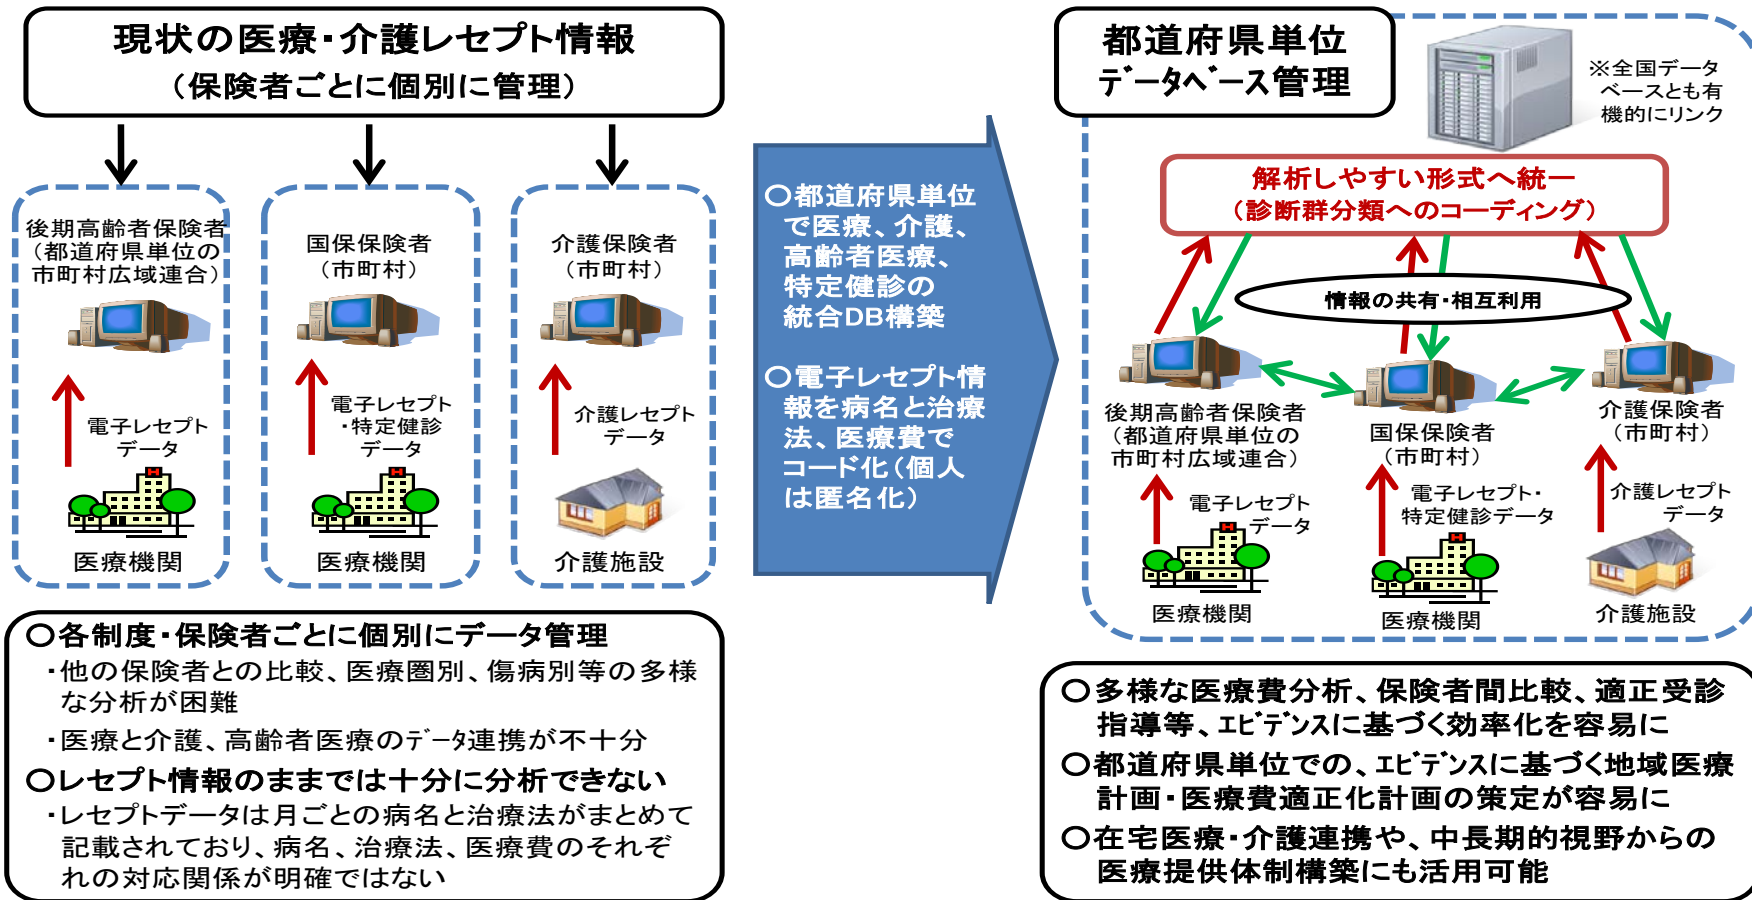 現状の医療・介護レセプト情報
(保険者ごとに個別に管理)
後期高齢者保険者
(都道府県単位の
市町村広域連合)
電子レセプト
データ
医療機関
国保保険者
(市町村)
電子レセプト
・特定健診
データ
医療機関
介護保険者
(市町村)
介護レセプト
データ
介護施設
〇各制度・保険者ごとに個別にデータ管理
・他の保険者との比較、医療圏別、傷病別等の多様
な分析が困難
・医療と介護、高齢者医療のﾃﾞｰﾀ連携が不十分
〇レセプト情報のままでは十分に分析できない
・レセプトデータは月ごとの病名と治療法がまとめて
記載されており、病名、治療法、医療費のそれぞ
れの対応関係が明確ではない
〇都道府県単位
で医療、介護、
高齢者医療、
特定健診の
統合DB構築
〇電子レセプト情
報を病名と治療
法、医療費で
コード化(個人
は匿名化)
都道府県単位
ﾃﾞｰﾀﾍﾞｰス管理
※全国データ
ベースとも有
機的にリンク
解析しやすい形式へ統一
(診断群分類へのコーディング)
情報の共有・相互利用
後期高齢者保険者
(都道府県単位の
市町村広域連合)
電子レセプト
データ
医療機関
国保保険者
(市町村)
電子レセプト・
特定健診データ
医療機関
介護保険者
(市町村)
介護レセプト
データ
介護施設
〇多様な医療費分析、保険者間比較、適正受診
指導等、ｴﾋﾞﾃﾞﾝｽに基づく効率化を容易に
〇都道府県単位での、ｴﾋﾞﾃﾞﾝｽに基づく地域医療
計画・医療費適正化計画の策定が容易に
〇在宅医療・介護連携や、中長期的視野からの
医療提供体制構築にも活用可能